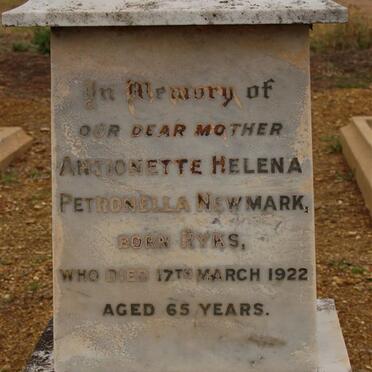 In Memory of
OUR DEAR MOTHER
ANTIONETTE HELENA
PETRONELLA NEWMARK,
BORN RYKS,
WHO DIED 17TH MARCH 1922
AGED 65 YEARS.